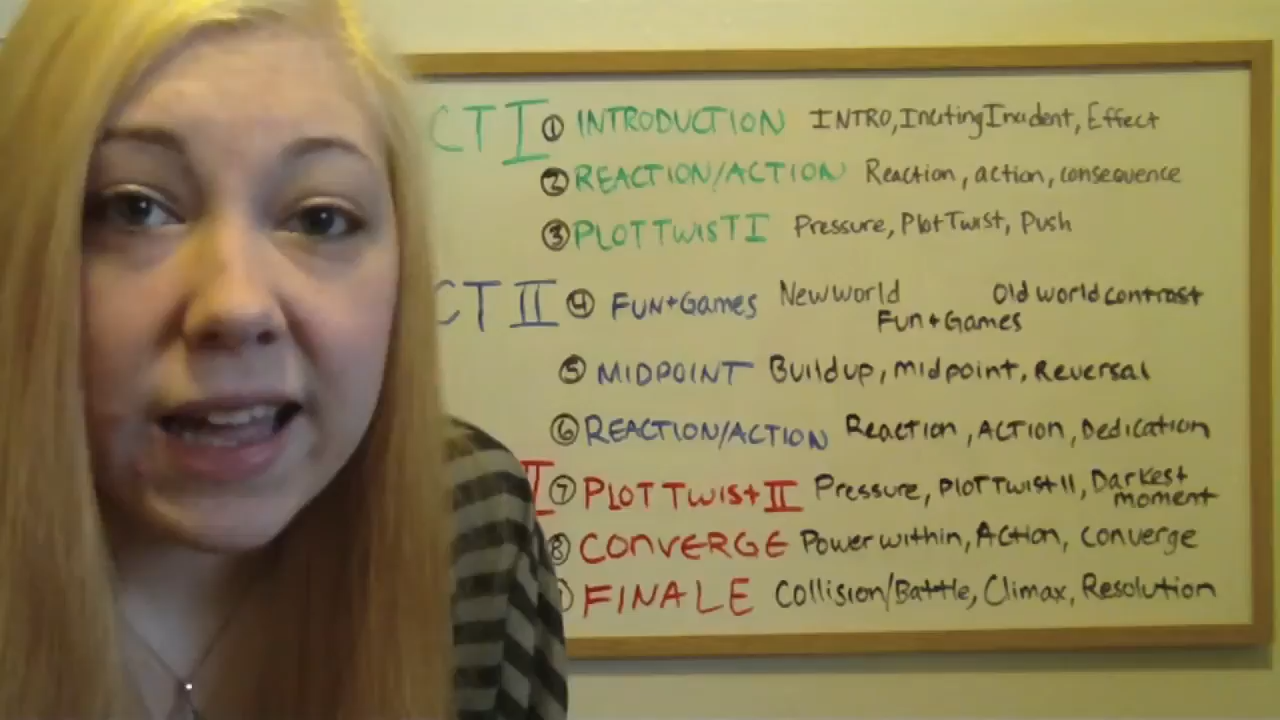 CT I ① INTRODUCTION INTRO, Inciting Incident, Effect
② REACTION/ACTION Reaction, action, consequence
③ PLOT TWIST I Pressure, Plot Twist, Push
CT II ④ FUN+GAMES New world Old world contrast
Fun + Games
⑤ MIDPOINT Buildup, midpoint, Reversal
⑥ REACTION/ACTION Reaction, ACTION, Dedication
I ⑦ PLOT TWIST II Pressure, PLOT TWIST II, Darkest
moment
⑧ CONVERGE Power within, Action, converge
FINALE Collision/Battle, Climax, Resolution